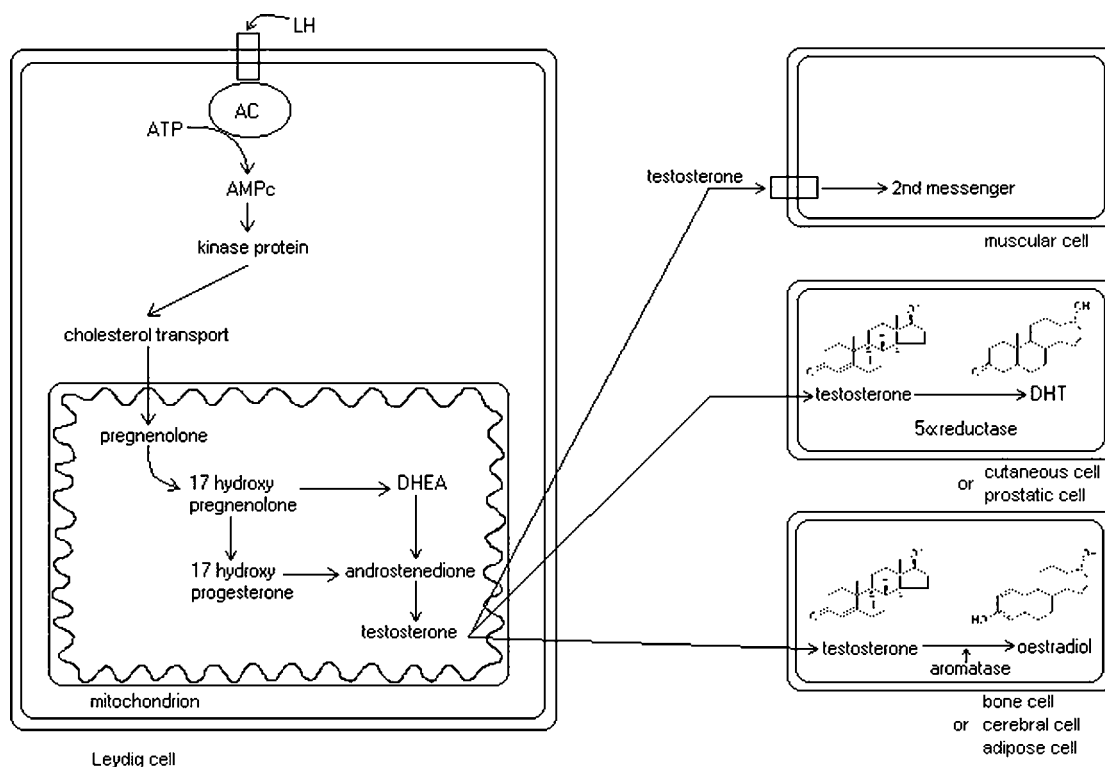 LH
AC
ATP
AMPc
kinase protein
cholesterol transport
pregnenolone
17 hydroxy
pregnenolone
DHEA
17 hydroxy
progesterone
androstenedione
testosterone
mitochondrion
Leydig cell
testosterone
2nd messenger
muscular cell
OH
testosterone
DHT
5α reductase
cutaneous cell
or prostatic cell
HO
testosterone
oestradiol
aromatase
bone cell
or cerebral cell
adipose cell